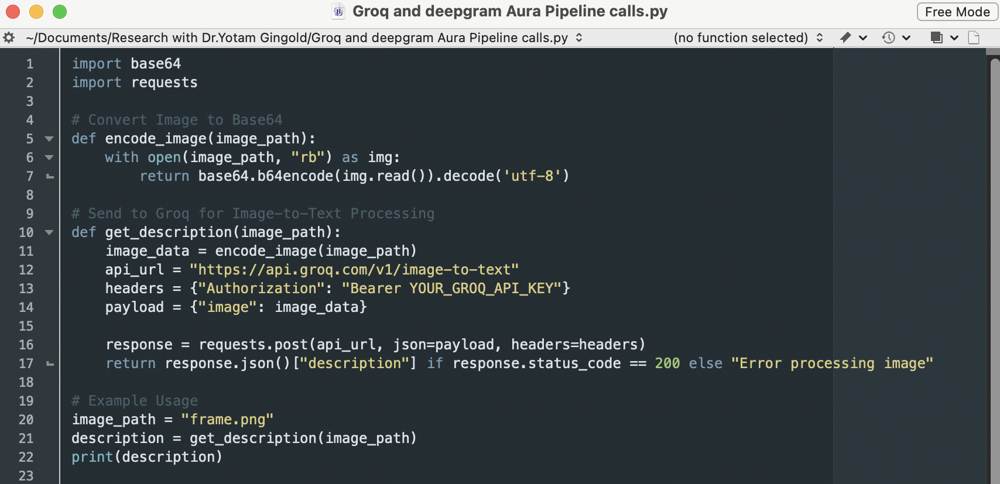 Groq and deepgram Aura Pipeline calls.py
Free Mode
~/Documents/Research with Dr.Yotam Gingold/Groq and deepgram Aura Pipeline calls.py
(no function selected)
1 import base64
2 import requests
3
4 # Convert Image to Base64
5 def encode_image(image_path):
6     with open(image_path, "rb") as img:
7         return base64.b64encode(img.read()).decode('utf-8')
8
9 # Send to Groq for Image-to-Text Processing
10 def get_description(image_path):
11     image_data = encode_image(image_path)
12     api_url = "https://api.groq.com/v1/image-to-text"
13     headers = {"Authorization": "Bearer YOUR_GROQ_API_KEY"}
14     payload = {"image": image_data}
15
16     response = requests.post(api_url, json=payload, headers=headers)
17     return response.json()["description"] if response.status_code == 200 else "Error processing image"
18
19 # Example Usage
20 image_path = "frame.png"
21 description = get_description(image_path)
22 print(description)
23